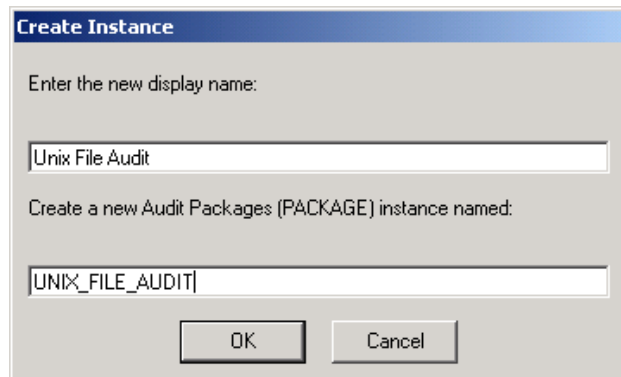 Create Instance
Enter the new display name:
Unix File Audit
Create a new Audit Packages (PACKAGE) instance named:
UNIX_FILE_AUDIT
OK
Cancel